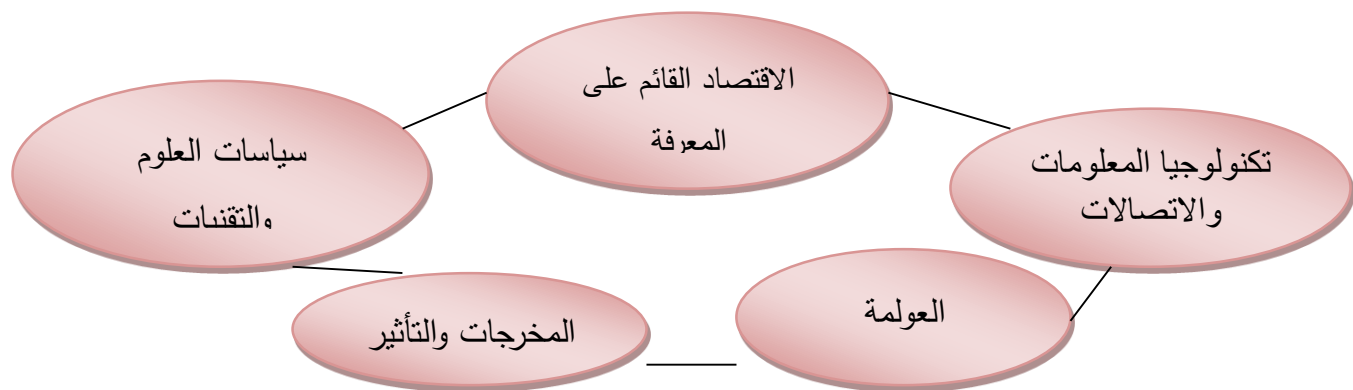 الاقتصاد القائم على
المعرفة
تكنولوجيا المعلومات
والاتصالات
العولمة
المخرجات والتأثير
سياسات العلوم
والتقنيات